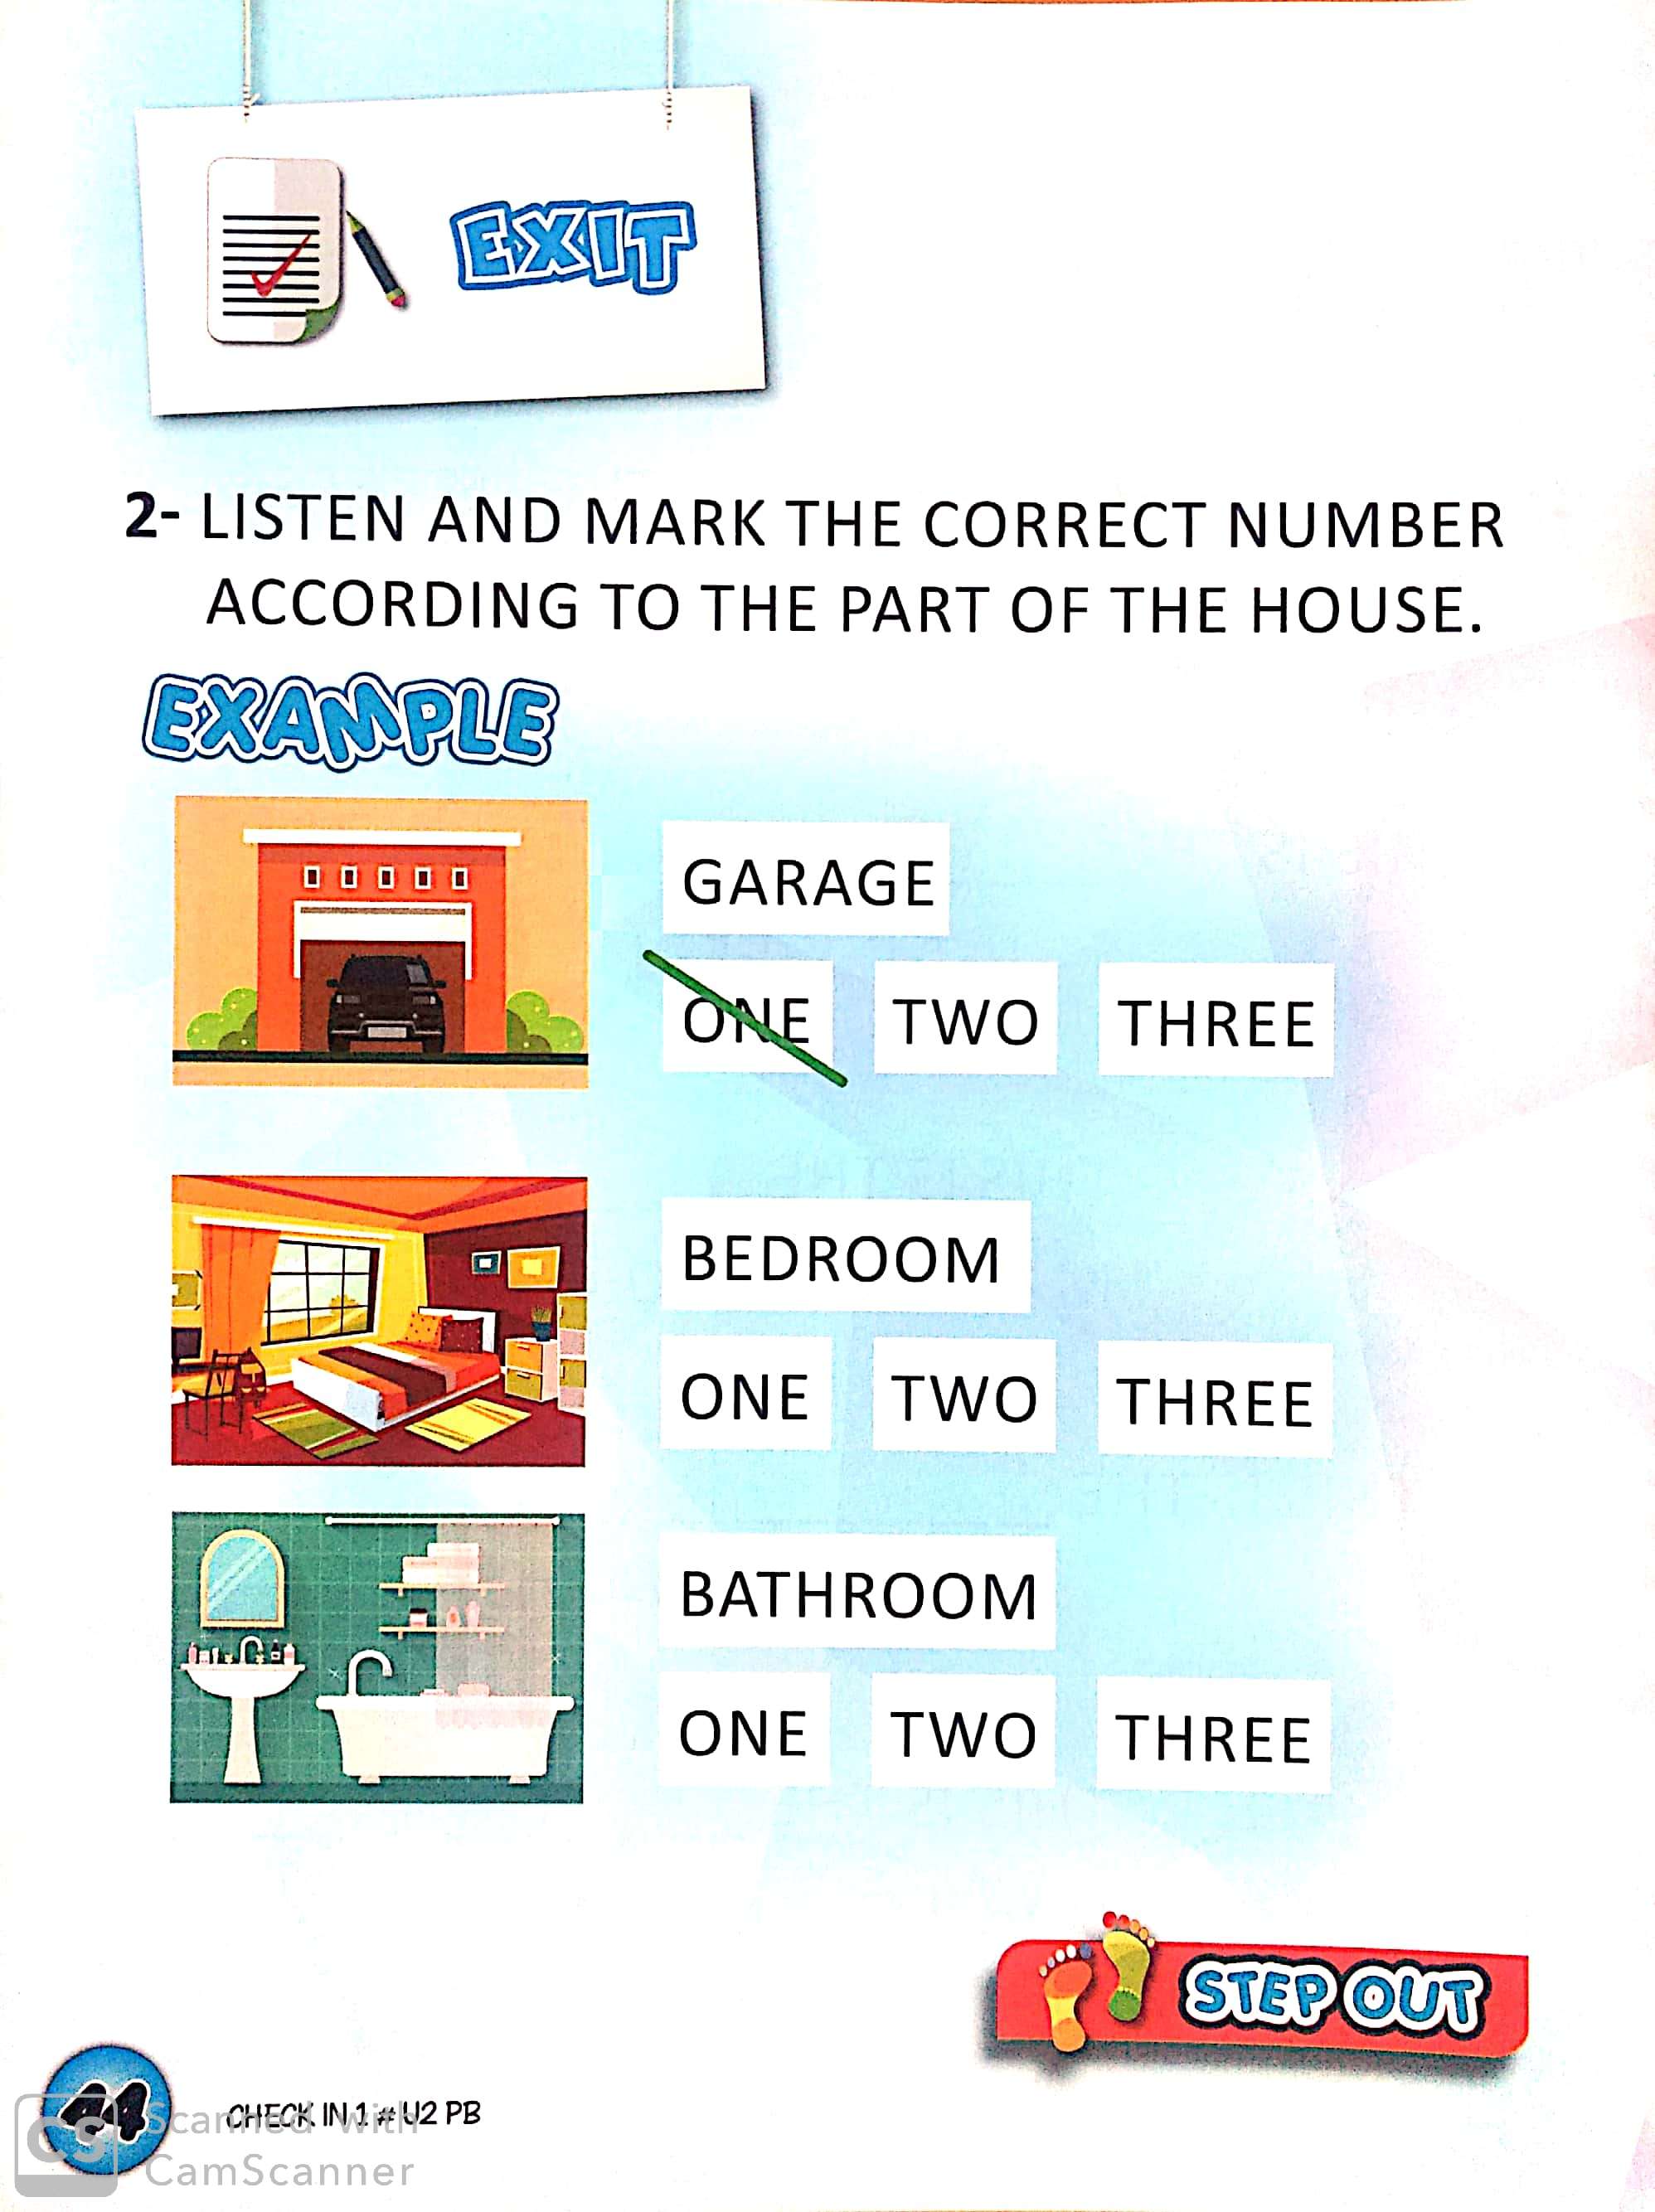 EXIT
2- LISTEN AND MARK THE CORRECT NUMBER
ACCORDING TO THE PART OF THE HOUSE.
EXAMPLE
GARAGE
ONE TWO THREE
BEDROOM
ONE TWO THREE
BATHROOM
ONE TWO THREE
STEP OUT
44
CHECK IN 1 # U2 PB
CS
Scanned with
CamScanner